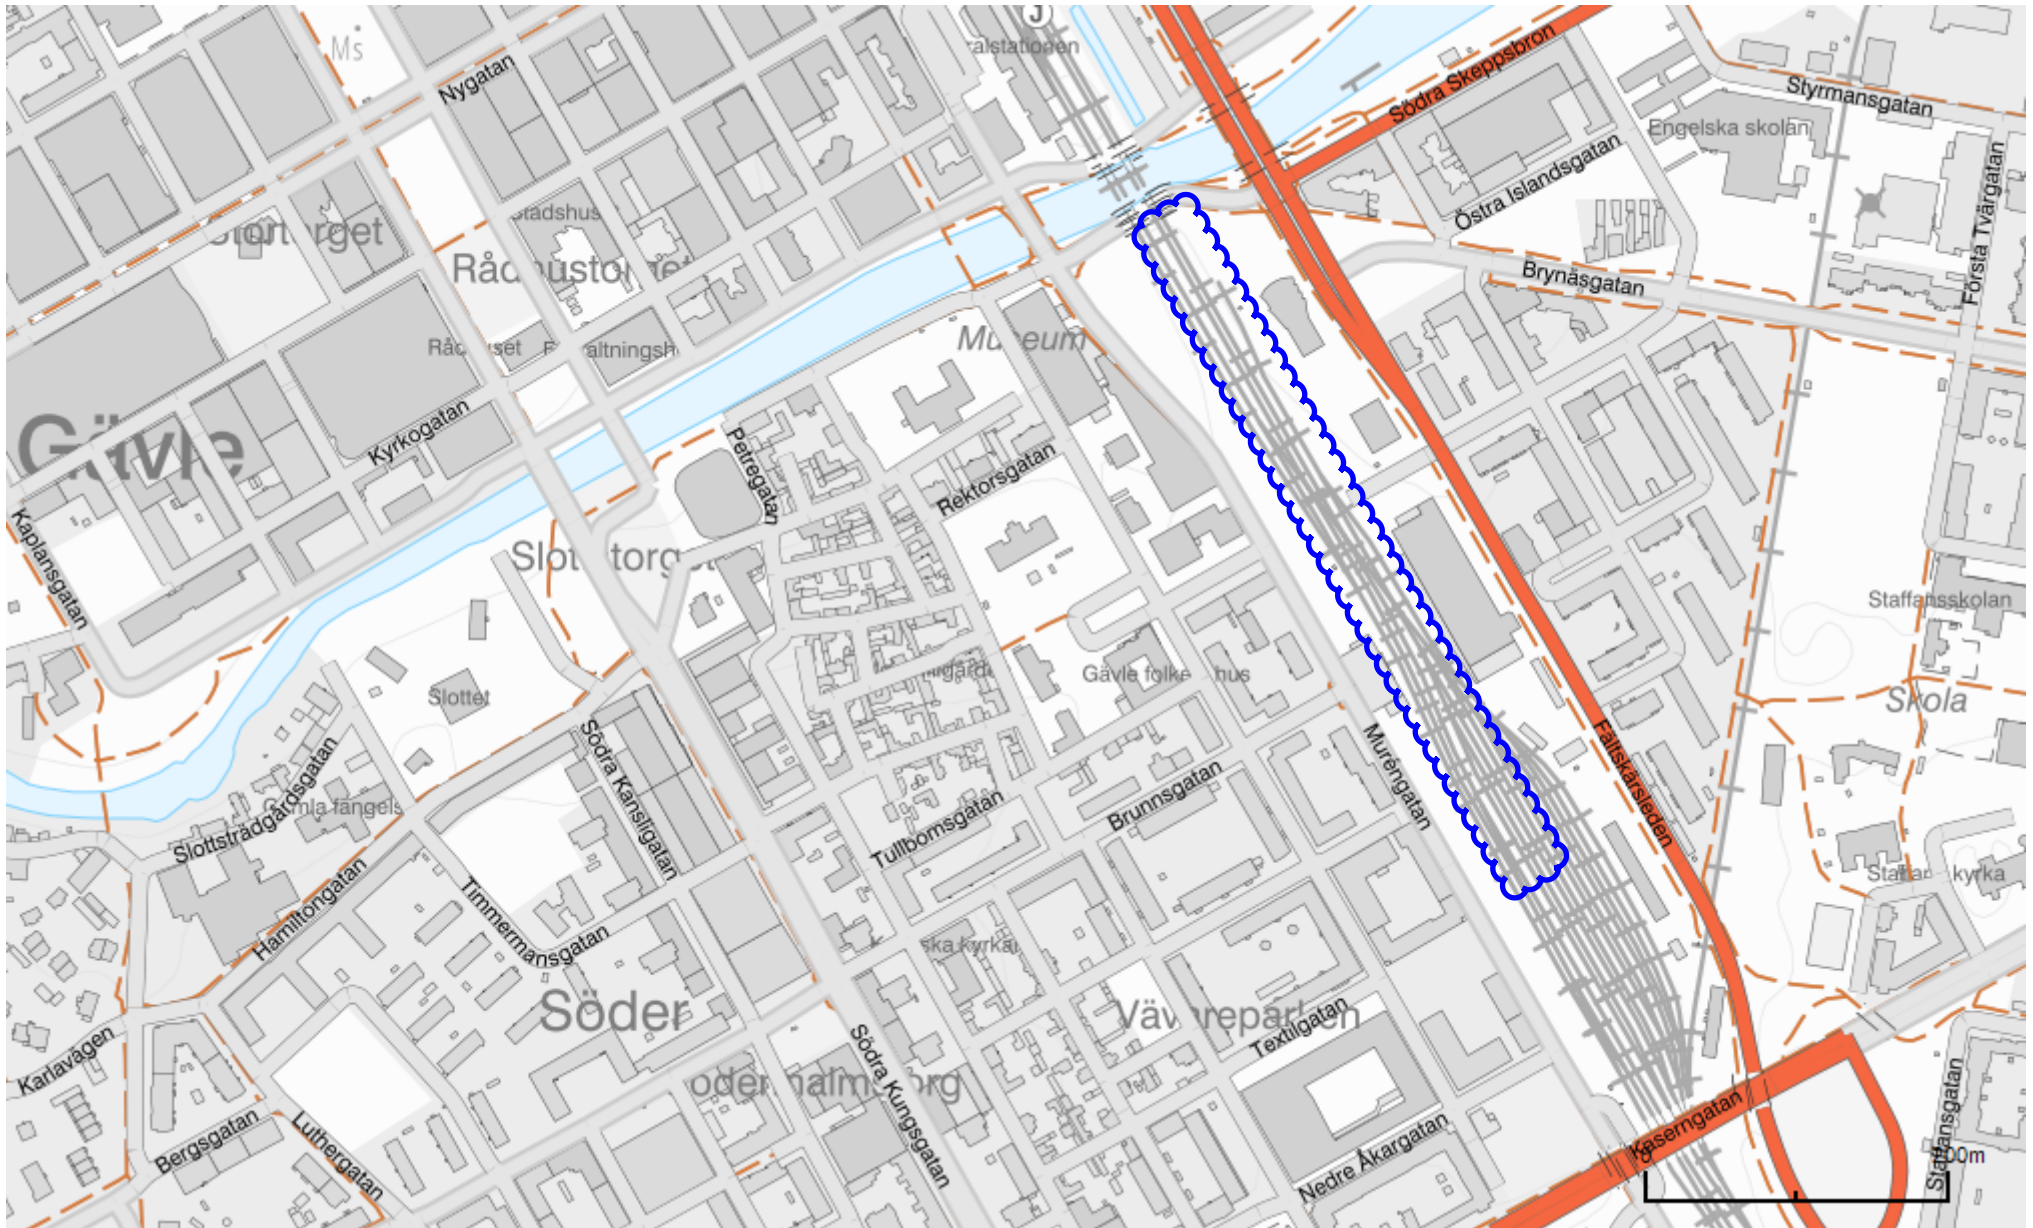 J
Ms
Nygatan
Södra Skeppsbron
Styrmansgatan
Engelska skolan
Östra Islandsgatan
Första Tvärgatan
Brynäsgatan
Museum
Gävle
Kyrkogatan
Petregatan
Rektorsgatan
Kaplansgatan
Staffansskolan
Slottet
Gävle folke hus
Skola
Södra Kansligatan
Muréngatan
Fältskärsleden
Slottsträdgårdsgatan
Tullbomsgatan
Brunnsgatan
Hamiltongatan
Timmermansgatan
kyrka
Söder
Textilgatan
Karlavägen
Södra Kungsgatan
Bergsgatan
Luthergatan
Nedre Åkargatan
Kaserngatan
Staffansgatan